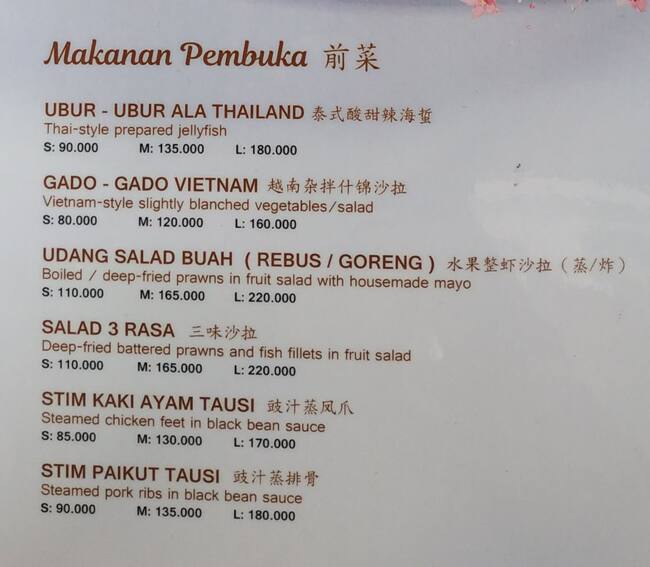 Makanan Pembuka 前菜
UBUR - UBUR ALA THAILAND 泰式酸甜辣海蜇
Thai-style prepared jellyfish
S: 90.000 M: 135.000 L: 180.000
GADO - GADO VIETNAM 越南杂拌什锦沙拉
Vietnam-style slightly blanched vegetables/salad
S: 80.000 M: 120.000 L: 160.000
UDANG SALAD BUAH ( REBUS / GORENG ) 水果整虾沙拉（蒸/炸）
Boiled / deep-fried prawns in fruit salad with housemade mayo
S: 110.000 M: 165.000 L: 220.000
SALAD 3 RASA 三味沙拉
Deep-fried battered prawns and fish fillets in fruit salad
S: 110.000 M: 165.000 L: 220.000
STIM KAKI AYAM TAUSI 豉汁蒸凤爪
Steamed chicken feet in black bean sauce
S: 85.000 M: 130.000 L: 170.000
STIM PAIKUT TAUSI 豉汁蒸排骨
Steamed pork ribs in black bean sauce
S: 90.000 M: 135.000 L: 180.000